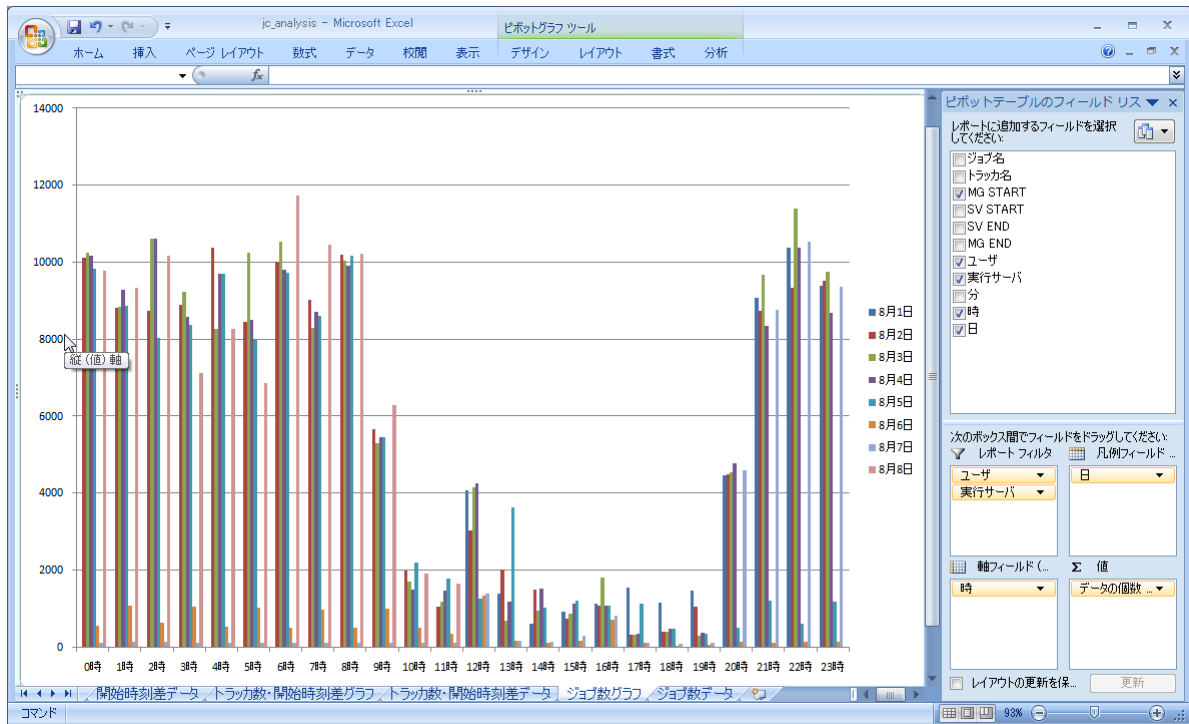 jc_analysis - Microsoft Excel
ピボットグラフ ツール
ホーム 挿入 ページ レイアウト 数式 データ 校閲 表示 デザイン レイアウト 書式 分析
fx
14000
12000
10000
8000
6000
4000
2000
0
縦 (値) 軸
0時 1時 2時 3時 4時 5時 6時 7時 8時 9時 10時 11時 12時 13時 14時 15時 16時 17時 18時 19時 20時 21時 22時 23時
8月1日
8月2日
8月3日
8月4日
8月5日
8月6日
8月7日
8月8日
ピボットテーブルのフィールド リスト
レポートに追加するフィールドを選択
してください:
ジョブ名
トラッカ名
MG START
SV START
SV END
MG END
ユーザ
実行サーバ
分
時
日
次のボックス間でフィールドをドラッグしてください:
レポート フィルタ
凡例フィールド ...
ユーザ
実行サーバ
日
軸フィールド (...
Σ 値
時
データの個数 ...
レイアウトの更新を保...
更新
開始時刻差データ トラッカ数・開始時刻差グラフ トラッカ数・開始時刻差データ ジョブ数グラフ ジョブ数データ
コマンド
93%